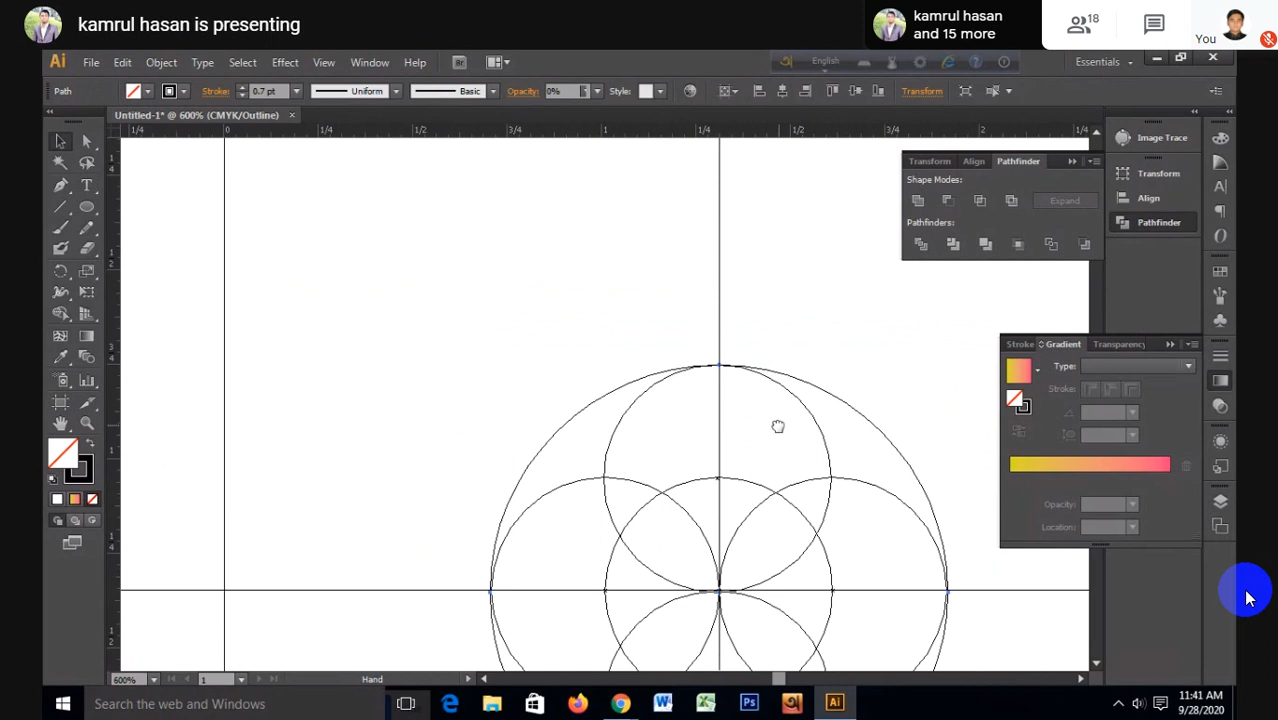 kamrul hasan is presenting
kamrul hasan
and 15 more
18
You
Ai File Edit Object Type Select Effect View Window Help Br
English
Essentials
Path Stroke: 0.7 pt Uniform Basic Opacity: 0% Style: Transform
Untitled-1* @ 600% (CMYK/Outline)
1/4 0 1/4 1/2 3/4 1 1/4 1/2 3/4 2 1/4
Transform Align Pathfinder
Shape Modes:
Expand
Pathfinders:
Image Trace
Transform
Align
Pathfinder
Stroke Gradient Transparency
Type:
Stroke:
Opacity:
Location:
600% 1 Hand
Search the web and Windows
11:41 AM
9/28/2020